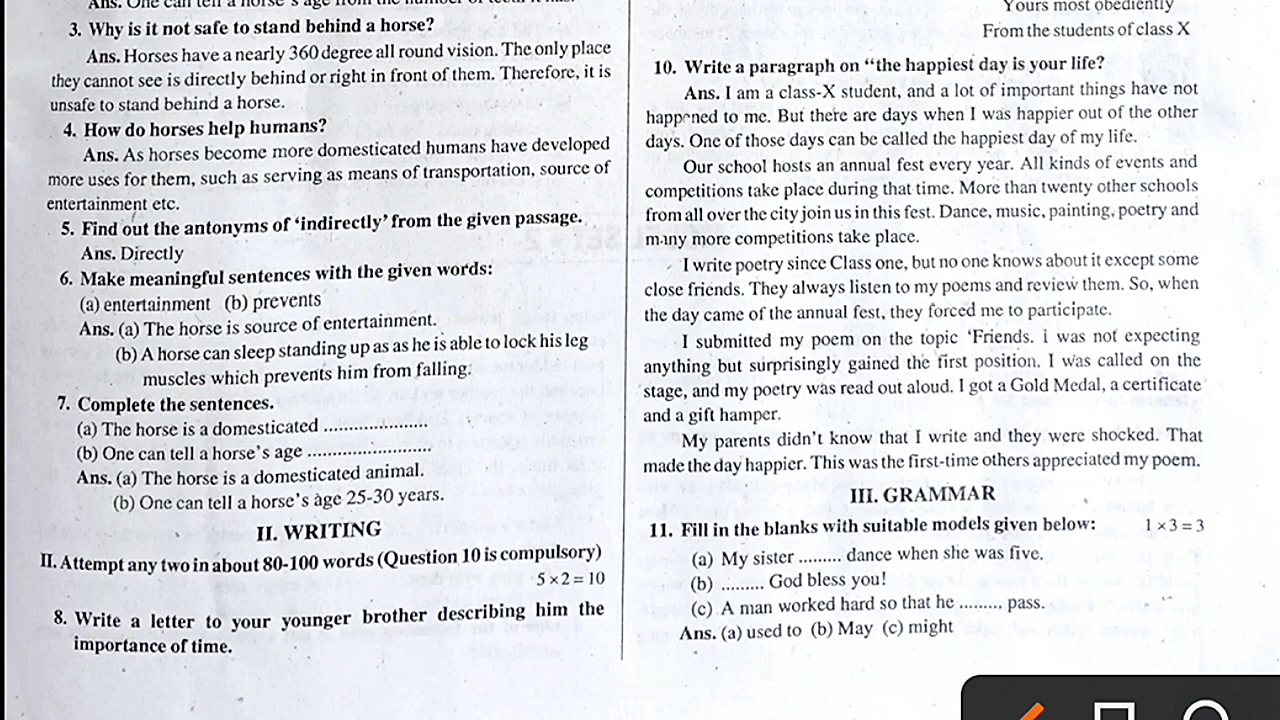 Ans. One can tell a horse's age from the number
3. Why is it not safe to stand behind a horse?
Ans. Horses have a nearly 360 degree all round vision. The only place
they cannot see is directly behind or right in front of them. Therefore, it is
unsafe to stand behind a horse.
4. How do horses help humans?
Ans. As horses become more domesticated humans have developed
more uses for them, such as serving as means of transportation, source of
entertainment etc.
5. Find out the antonyms of ‘indirectly’ from the given passage.
Ans. Directly
6. Make meaningful sentences with the given words:
(a) entertainment (b) prevents
Ans. (a) The horse is source of entertainment.
(b) A horse can sleep standing up as as he is able to lock his leg
muscles which prevents him from falling.
7. Complete the sentences.
(a) The horse is a domesticated ....................
(b) One can tell a horse's age ......................
Ans. (a) The horse is a domesticated animal.
(b) One can tell a horse's age 25-30 years.
II. WRITING
II. Attempt any two in about 80-100 words (Question 10 is compulsory)
5 × 2 = 10
8. Write a letter to your younger brother describing him the
importance of time.
Yours most obediently
From the students of class X
10. Write a paragraph on “the happiest day is your life?
Ans. I am a class-X student, and a lot of important things have not
happened to me. But there are days when I was happier out of the other
days. One of those days can be called the happiest day of my life.
Our school hosts an annual fest every year. All kinds of events and
competitions take place during that time. More than twenty other schools
from all over the city join us in this fest. Dance, music, painting, poetry and
many more competitions take place.
I write poetry since Class one, but no one knows about it except some
close friends. They always listen to my poems and review them. So, when
the day came of the annual fest, they forced me to participate.
I submitted my poem on the topic ‘Friends. I was not expecting
anything but surprisingly gained the first position. I was called on the
stage, and my poetry was read out aloud. I got a Gold Medal, a certificate
and a gift hamper.
My parents didn't know that I write and they were shocked. That
made the day happier. This was the first-time others appreciated my poem.
III. GRAMMAR
11. Fill in the blanks with suitable models given below: 1 × 3 = 3
(a) My sister ......... dance when she was five.
(b) ......... God bless you!
(c) A man worked hard so that he ......... pass.
Ans. (a) used to (b) May (c) might